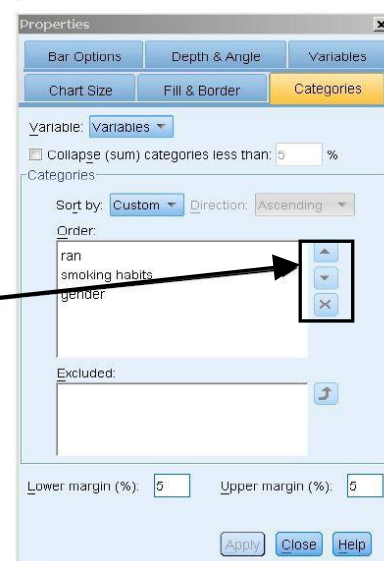 Properties
Bar Options Depth & Angle Variables
Chart Size Fill & Border Categories
Variable: Variables
Collapse (sum) categories less than: 5 %
Categories
Sort by: Custom Direction: Ascending
Order:
ran
smoking habits
gender
Excluded:
Lower margin (%): 5 Upper margin (%): 5
Apply Close Help